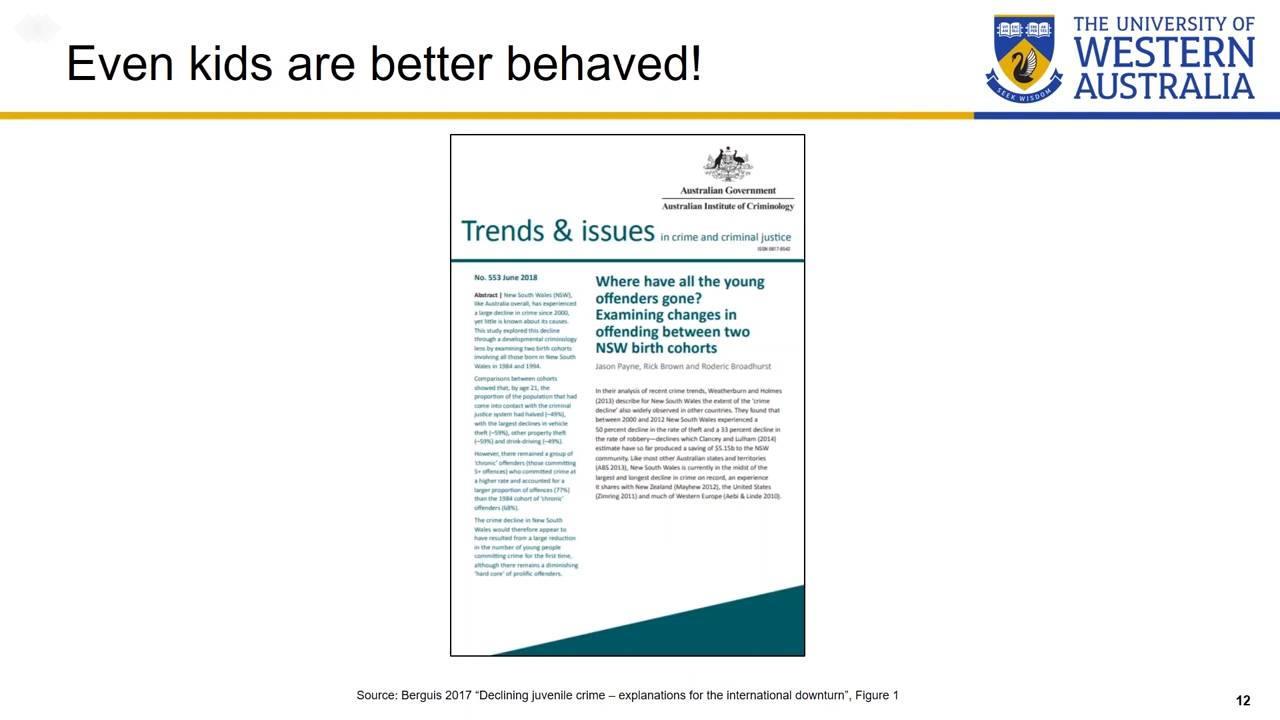 Even kids are better behaved!
THE UNIVERSITY OF
WESTERN
AUSTRALIA
SEEK WISDOM
Australian Government
Australian Institute of Criminology
Trends & issues in crime and criminal justice
ISSN 0817-8542
No. 553 June 2018
Abstract | New South Wales (NSW),
like Australia overall, has experienced
a large decline in crime since 2000,
yet little is known about its causes.
This study explored this decline
through a developmental criminology
lens by examining two birth cohorts
involving all those born in New South
Wales in 1984 and 1994.
Comparisons between cohorts
showed that, by age 21, the
proportion of the population that had
come into contact with the criminal
justice system had halved (−49%),
with the largest declines in vehicle
theft (−59%), other property theft
(−59%) and drink-driving (−49%).
However, there remained a group of
'chronic' offenders (those committing
5+ offences) who committed crime at
a higher rate and accounted for a
larger proportion of offences (77%)
than the 1984 cohort of 'chronic'
offenders (68%).
The crime decline in New South
Wales would therefore appear to
have resulted from a large reduction
in the number of young people
committing crime for the first time,
although there remains a diminishing
'hard core' of prolific offenders.
Where have all the young
offenders gone?
Examining changes in
offending between two
NSW birth cohorts
Jason Payne, Rick Brown and Roderic Broadhurst
In their analysis of recent crime trends, Weatherburn and Holmes
(2013) describe for New South Wales the extent of the 'crime
decline' also widely observed in other countries. They found that
between 2000 and 2012 New South Wales experienced a
50 percent decline in the rate of theft and a 33 percent decline in
the rate of robbery—declines which Clancey and Lulham (2014)
estimate have so far produced a saving of $5.15b to the NSW
community. Like most other Australian states and territories
(ABS 2013), New South Wales is currently in the midst of the
largest and longest decline in crime on record, an experience
it shares with New Zealand (Mayhew 2012), the United States
(Zimring 2011) and much of Western Europe (Aebi & Linde 2010).
Source: Berguis 2017 “Declining juvenile crime – explanations for the international downturn”, Figure 1
12